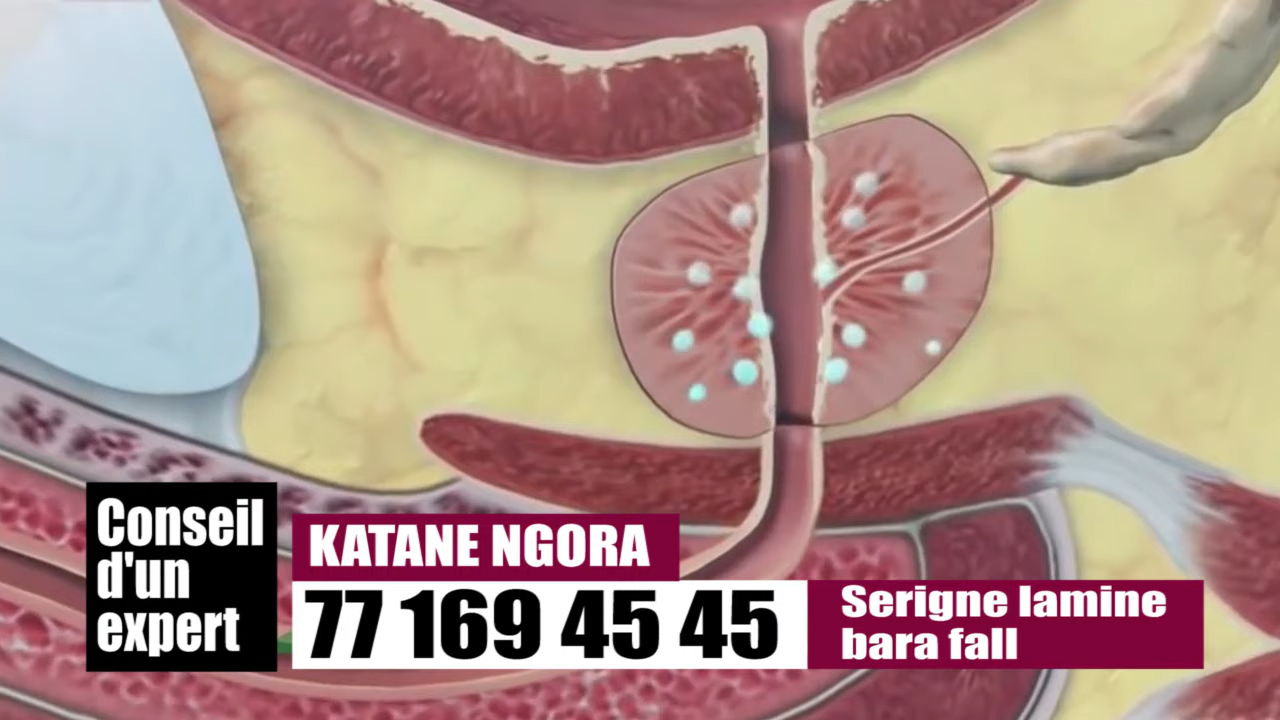 Conseil
d'un
expert
KATANE NGORA
77 169 45 45
Serigne lamine
bara fall